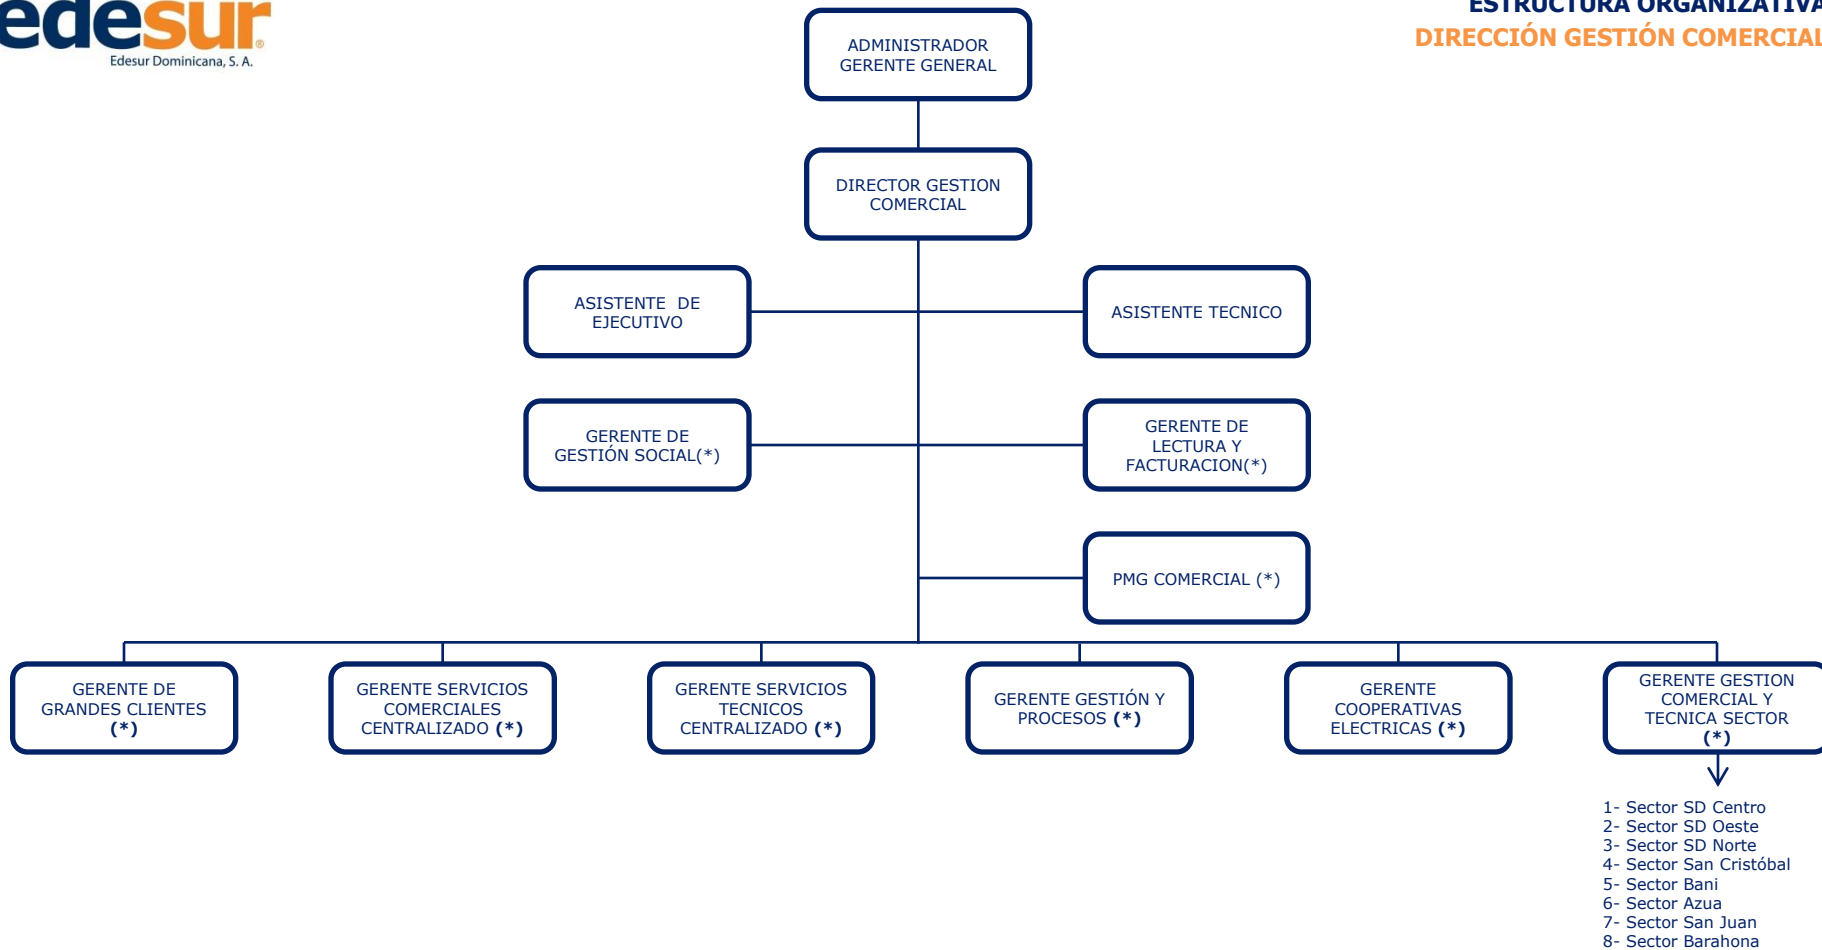 edesur®
Edesur Dominicana, S. A.
ESTRUCTURA ORGANIZATIVA
DIRECCIÓN GESTIÓN COMERCIAL
ADMINISTRADOR
GERENTE GENERAL
DIRECTOR GESTION
COMERCIAL
ASISTENTE  DE
EJECUTIVO
ASISTENTE TECNICO
GERENTE DE
GESTIÓN SOCIAL(*)
GERENTE DE
LECTURA Y
FACTURACION(*)
PMG COMERCIAL (*)
GERENTE DE
GRANDES CLIENTES
(*)
GERENTE SERVICIOS
COMERCIALES
CENTRALIZADO (*)
GERENTE SERVICIOS
TECNICOS
CENTRALIZADO (*)
GERENTE GESTIÓN Y
PROCESOS (*)
GERENTE
COOPERATIVAS
ELECTRICAS (*)
GERENTE GESTION
COMERCIAL Y
TECNICA SECTOR
(*)
1- Sector SD Centro
2- Sector SD Oeste
3- Sector SD Norte
4- Sector San Cristóbal
5- Sector Bani
6- Sector Azua
7- Sector San Juan
8- Sector Barahona